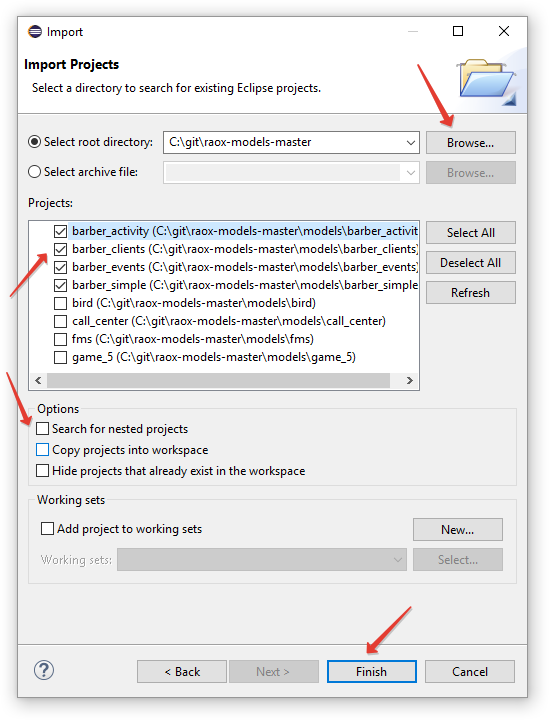 Import
Import Projects
Select a directory to search for existing Eclipse projects.
Select root directory: C:\git\raox-models-master Browse...
Select archive file: Browse...
Projects:
barber_activity (C:\git\raox-models-master\models\barber_activit
barber_clients (C:\git\raox-models-master\models\barber_clients)
barber_events (C:\git\raox-models-master\models\barber_events)
barber_simple (C:\git\raox-models-master\models\barber_simple
bird (C:\git\raox-models-master\models\bird)
call_center (C:\git\raox-models-master\models\call_center)
fms (C:\git\raox-models-master\models\fms)
game_5 (C:\git\raox-models-master\models\game_5)
Select All
Deselect All
Refresh
Options
Search for nested projects
Copy projects into workspace
Hide projects that already exist in the workspace
Working sets
Add project to working sets New...
Working sets: Select...
? < Back Next > Finish Cancel